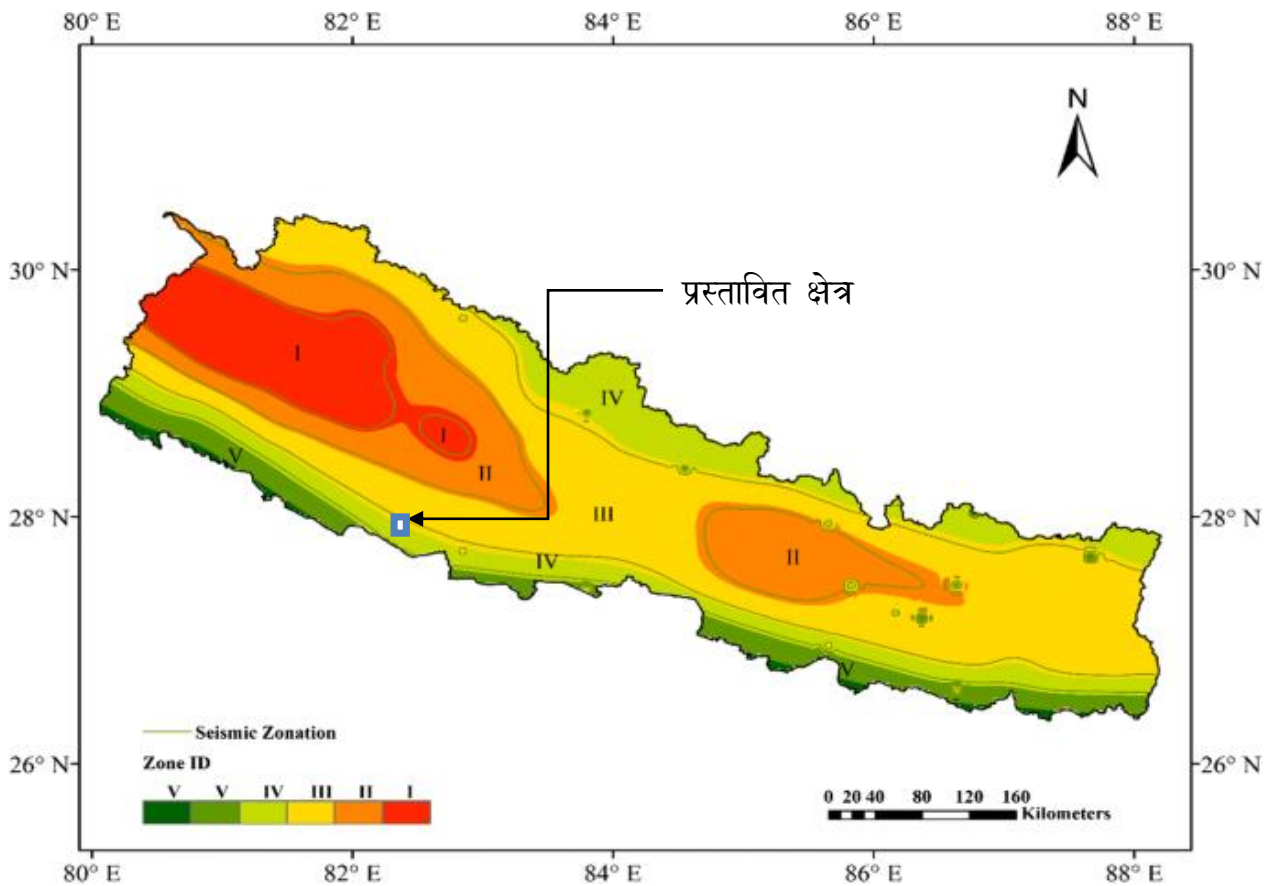 80° E 82° E 84° E 86° E 88° E
N
30° N 30° N
प्रस्तावित क्षेत्र
I
IV
I
V
II
28° N 28° N
III
II
IV
V
Seismic Zonation
Zone ID
26° N 26° N
V V IV III II I
0 20 40 80 120 160
Kilometers
80° E 82° E 84° E 86° E 88° E